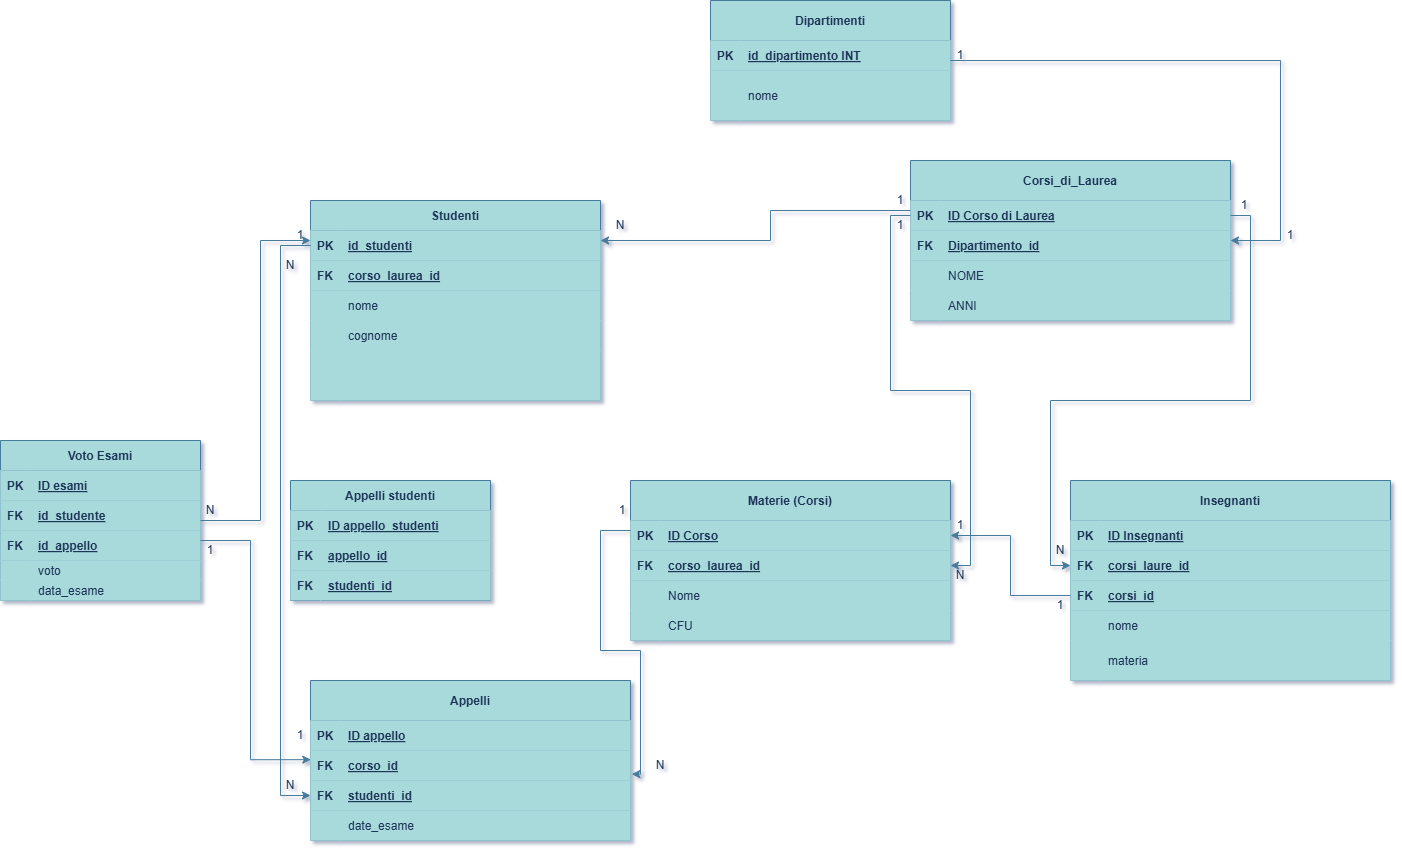 Dipartimenti
PK id_dipartimento INT
nome
1
1
Corsi_di_Laurea
PK ID Corso di Laurea
FK Dipartimento_id
NOME
ANNI
1
1
1
N
Studenti
PK id_studenti
FK corso_laurea_id
nome
cognome
1
N
Voto Esami
PK ID esami
FK id_studente
FK id_appello
voto
data_esame
N
1
Appelli studenti
PK ID appello_studenti
FK appello_id
FK studenti_id
Materie (Corsi)
PK ID Corso
FK corso_laurea_id
Nome
CFU
1
1
N
Insegnanti
PK ID Insegnanti
FK corsi_laure_id
FK corsi_id
nome
materia
N
1
Appelli
PK ID appello
FK corso_id
FK studenti_id
date_esame
1
N
N